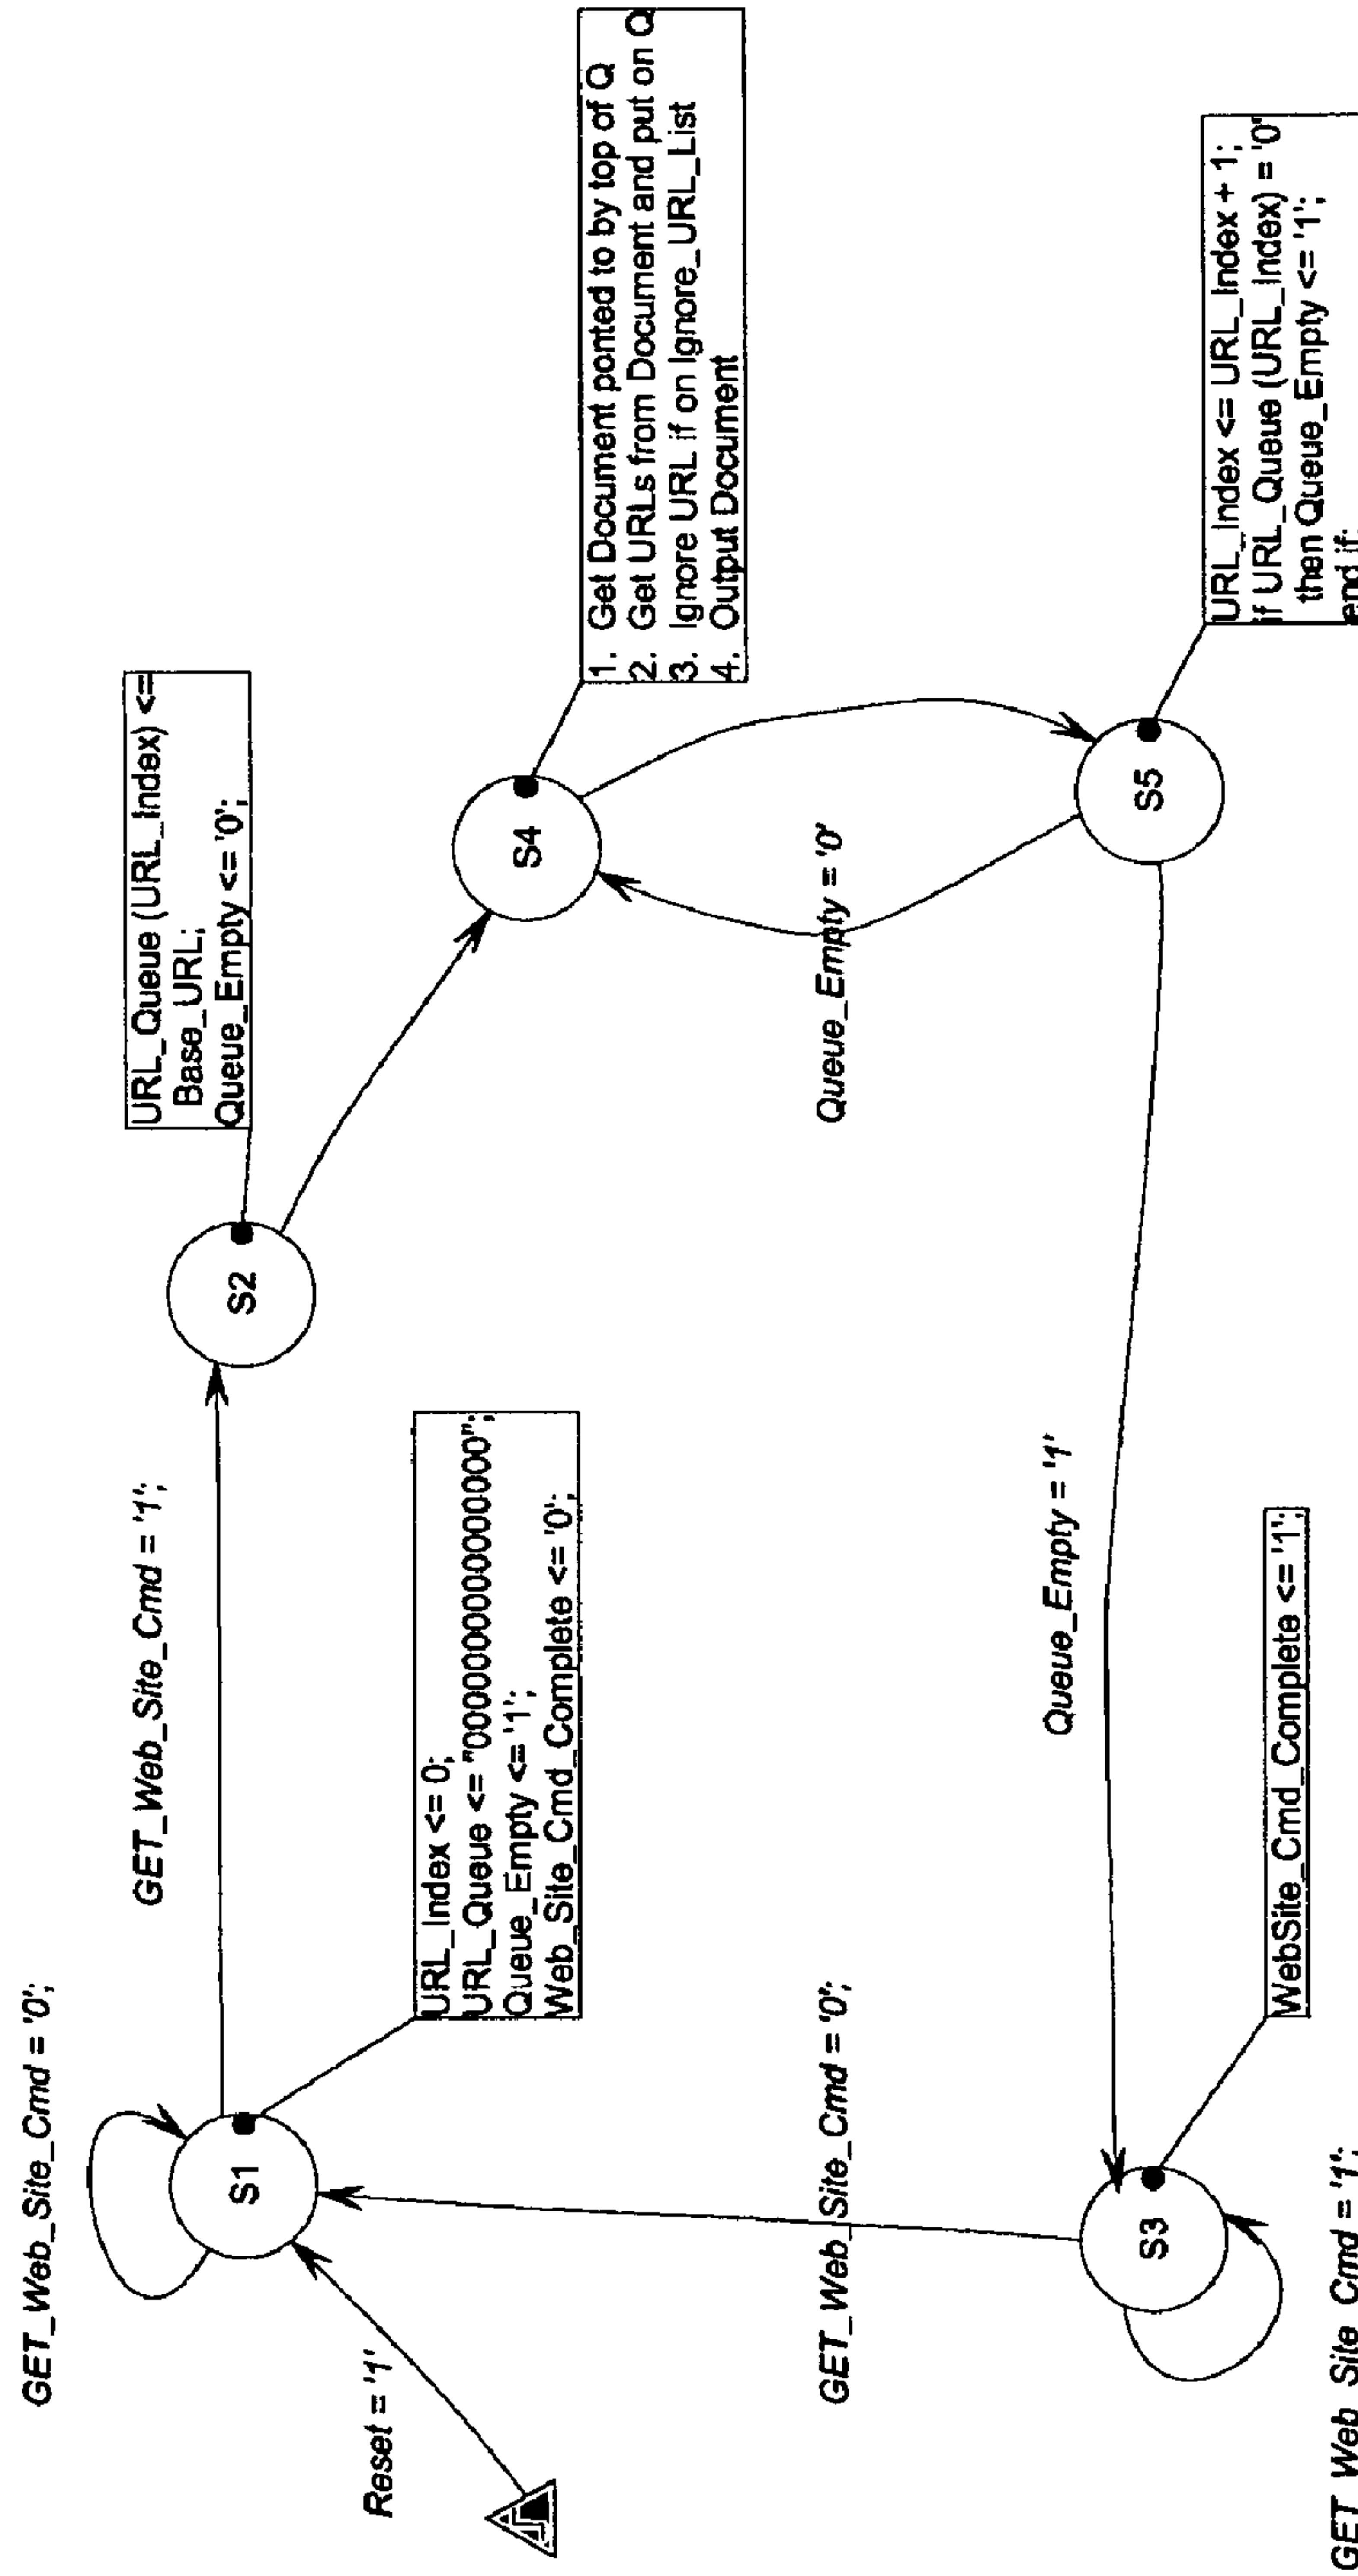 GET_Web_Site_Cmd = '0';
GET_Web_Site_Cmd = '1';
URL_Queue (URL_Index) <=
Base_URL;
Queue_Empty <= '0';
S1
S2
Reset = '1'
URL_Index <= 0;
URL_Queue <= "0000000000000000";
Queue_Empty <= '1';
Web_Site_Cmd_Complete <= '0';
S4
1. Get Document ponted to by top of Q
2. Get URLs from Document and put on Q
3. Ignore URL if on Ignore_URL_List
4. Output Document
GET_Web_Site_Cmd = '0';
Queue_Empty = '0'
Queue_Empty = '1'
S3
S5
WebSite_Cmd_Complete <= '1';
URL_Index <= URL_Index + 1;
if URL_Queue (URL_Index) = '0'
then Queue_Empty <= '1';
end if;
GET_Web_Site_Cmd = '1';